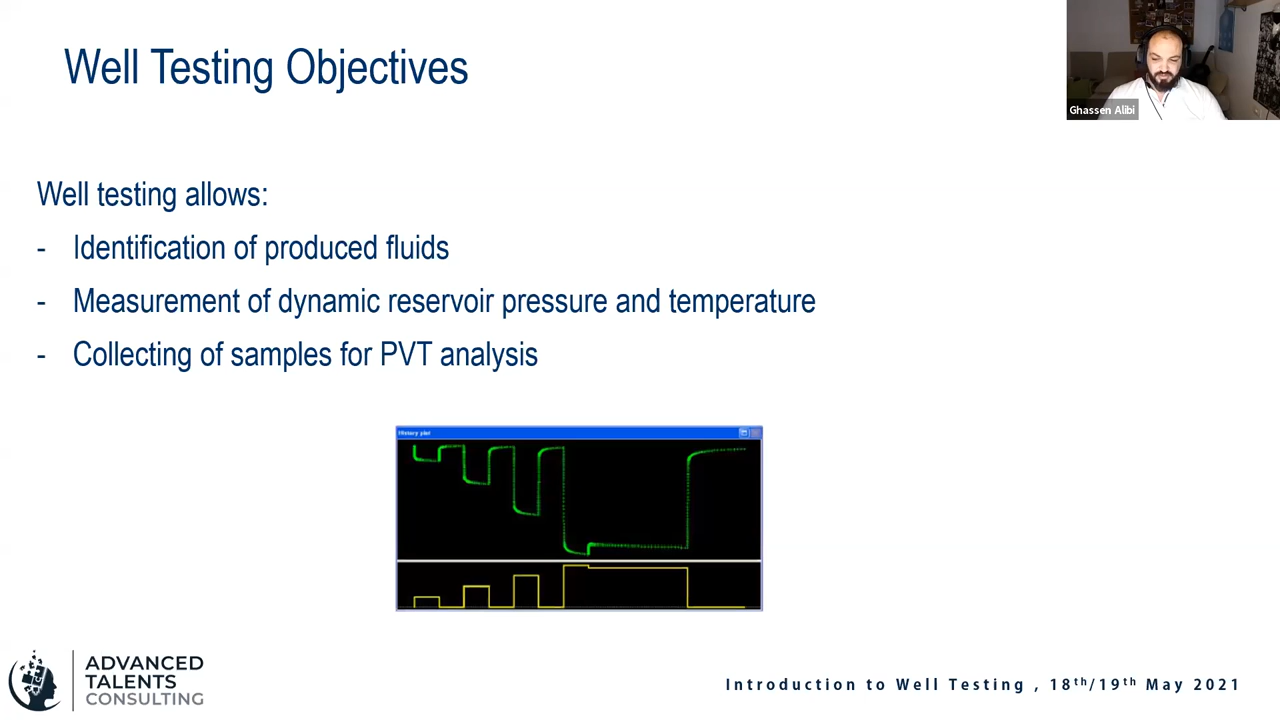 Well Testing Objectives
Ghassen Alibi
Well testing allows:
- Identification of produced fluids
- Measurement of dynamic reservoir pressure and temperature
- Collecting of samples for PVT analysis
History plot
ADVANCED
TALENTS
CONSULTING
Introduction to Well Testing , 18th/19th May 2021